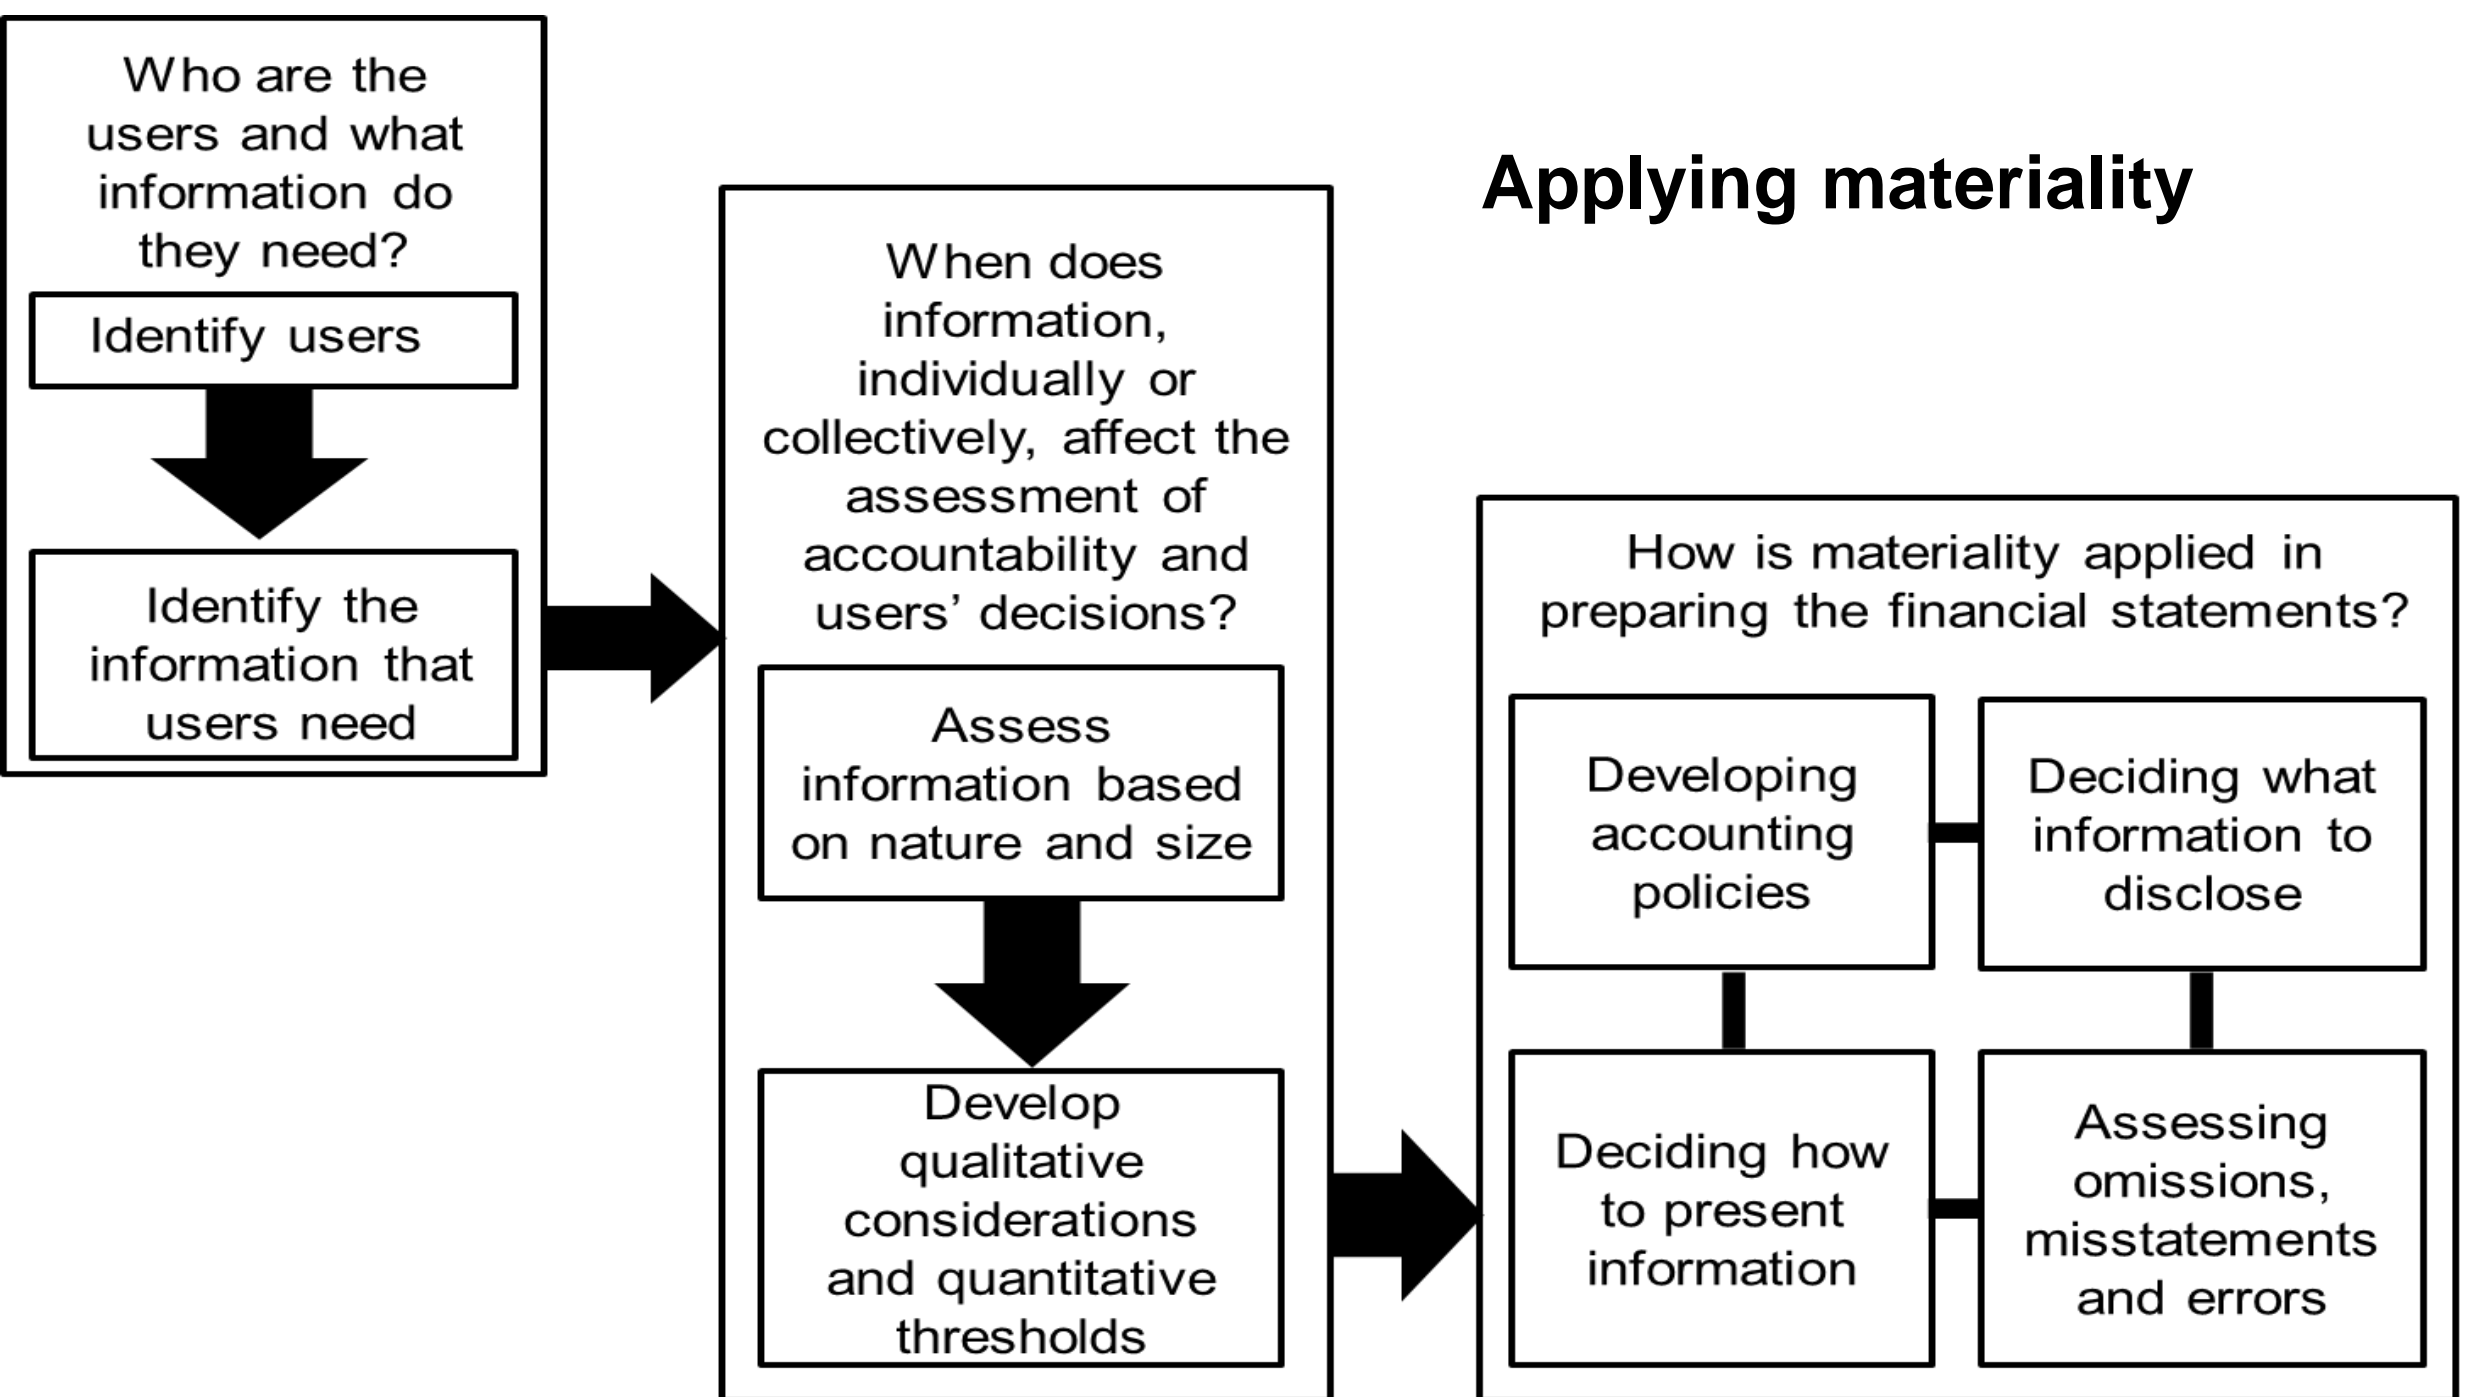 Who are the
users and what
information do
they need?
Identify users
Identify the
information that
users need
Applying materiality
When does
information,
individually or
collectively, affect the
assessment of
accountability and
users’ decisions?
Assess
information based
on nature and size
Develop
qualitative
considerations
and quantitative
thresholds
How is materiality applied in
preparing the financial statements?
Developing
accounting
policies
Deciding what
information to
disclose
Deciding how
to present
information
Assessing
omissions,
misstatements
and errors